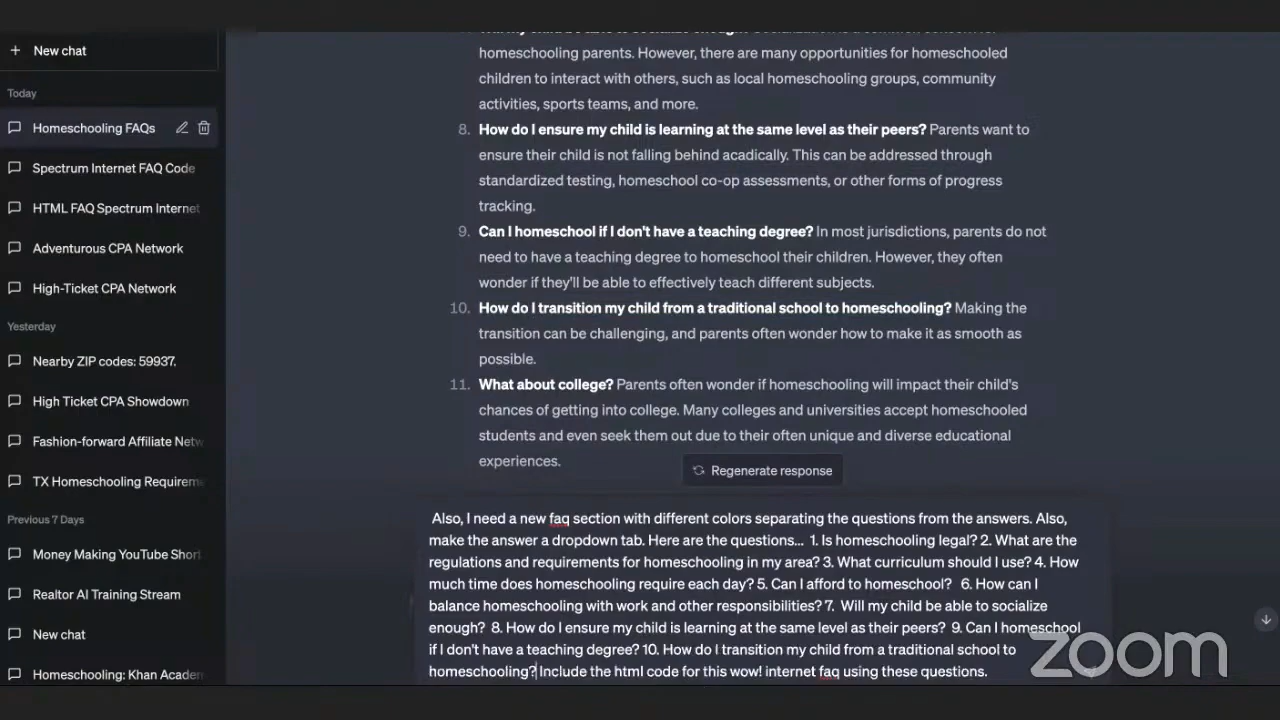 New chat
Today
Homeschooling FAQs
Spectrum Internet FAQ Code
HTML FAQ Spectrum Internet
Adventurous CPA Network
High-Ticket CPA Network
Yesterday
Nearby ZIP codes: 59937.
High Ticket CPA Showdown
Fashion-forward Affiliate Netw
TX Homeschooling Requirem
Previous 7 Days
Money Making YouTube Short
Realtor AI Training Stream
New chat
Homeschooling: Khan Acaden
homeschooling parents. However, there are many opportunities for homeschooled
children to interact with others, such as local homeschooling groups, community
activities, sports teams, and more.
8. How do I ensure my child is learning at the same level as their peers? Parents want to
ensure their child is not falling behind acadically. This can be addressed through
standardized testing, homeschool co-op assessments, or other forms of progress
tracking.
9. Can I homeschool if I don't have a teaching degree? In most jurisdictions, parents do not
need to have a teaching degree to homeschool their children. However, they often
wonder if they'll be able to effectively teach different subjects.
10. How do I transition my child from a traditional school to homeschooling? Making the
transition can be challenging, and parents often wonder how to make it as smooth as
possible.
11. What about college? Parents often wonder if homeschooling will impact their child's
chances of getting into college. Many colleges and universities accept homeschooled
students and even seek them out due to their often unique and diverse educational
experiences.
Regenerate response
Also, I need a new faq section with different colors separating the questions from the answers. Also,
make the answer a dropdown tab. Here are the questions... 1. Is homeschooling legal? 2. What are the
regulations and requirements for homeschooling in my area? 3. What curriculum should I use? 4. How
much time does homeschooling require each day? 5. Can I afford to homeschool? 6. How can I
balance homeschooling with work and other responsibilities? 7. Will my child be able to socialize
enough? 8. How do I ensure my child is learning at the same level as their peers? 9. Can I homeschool
if I don't have a teaching degree? 10. How do I transition my child from a traditional school to
homeschooling? Include the html code for this wow! internet faq using these questions.
zoom